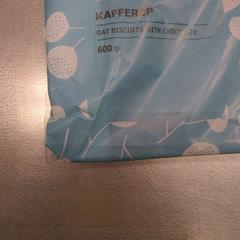 KAFFEREP
OAT BISCUITS WITH CHOCOLATE
600 g